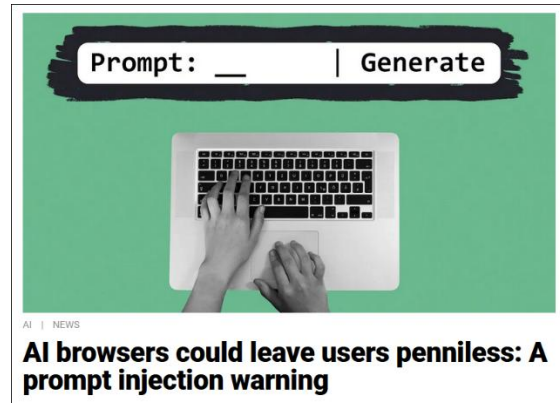 Prompt: __ | Generate
AI | NEWS
AI browsers could leave users penniless: A
prompt injection warning